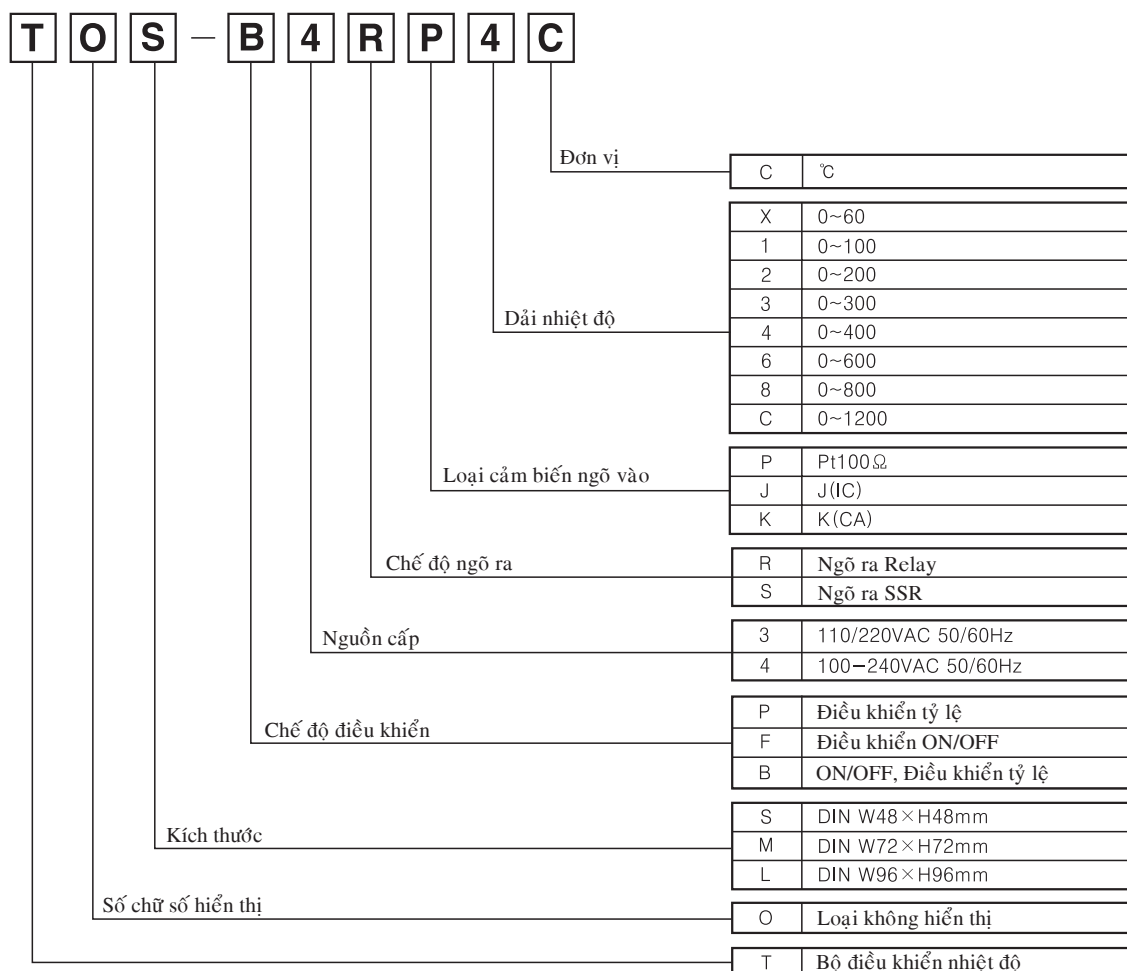 T O S – B 4 R P 4 C
Đơn vị
C ℃
Dải nhiệt độ
X 0~60
1 0~100
2 0~200
3 0~300
4 0~400
6 0~600
8 0~800
C 0~1200
Loại cảm biến ngõ vào
P Pt100Ω
J J(IC)
K K(CA)
Chế độ ngõ ra
R Ngõ ra Relay
S Ngõ ra SSR
Nguồn cấp
3 110/220VAC 50/60Hz
4 100−240VAC 50/60Hz
Chế độ điều khiển
P Điều khiển tỷ lệ
F Điều khiển ON/OFF
B ON/OFF, Điều khiển tỷ lệ
Kích thước
S DIN W48×H48mm
M DIN W72×H72mm
L DIN W96×H96mm
Số chữ số hiển thị
O Loại không hiển thị
T Bộ điều khiển nhiệt độ